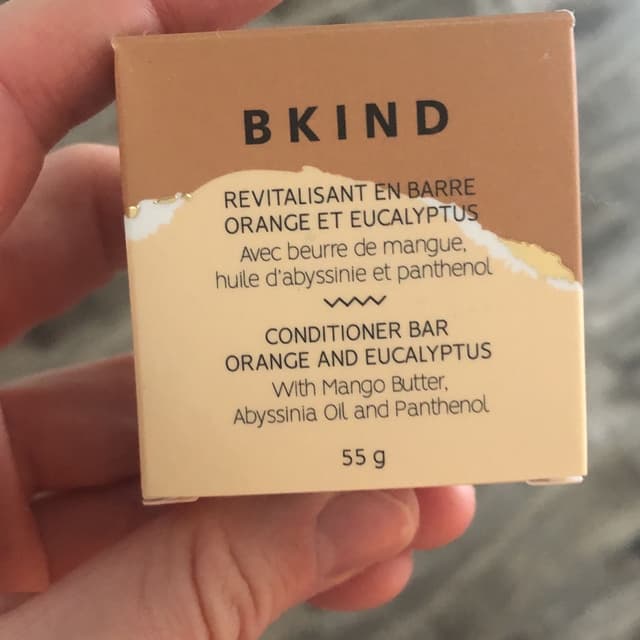 BKIND
REVITALISANT EN BARRE
ORANGE ET EUCALYPTUS
Avec beurre de mangue,
huile d'abyssinie et panthenol
CONDITIONER BAR
ORANGE AND EUCALYPTUS
With Mango Butter,
Abyssinia Oil and Panthenol
55 g